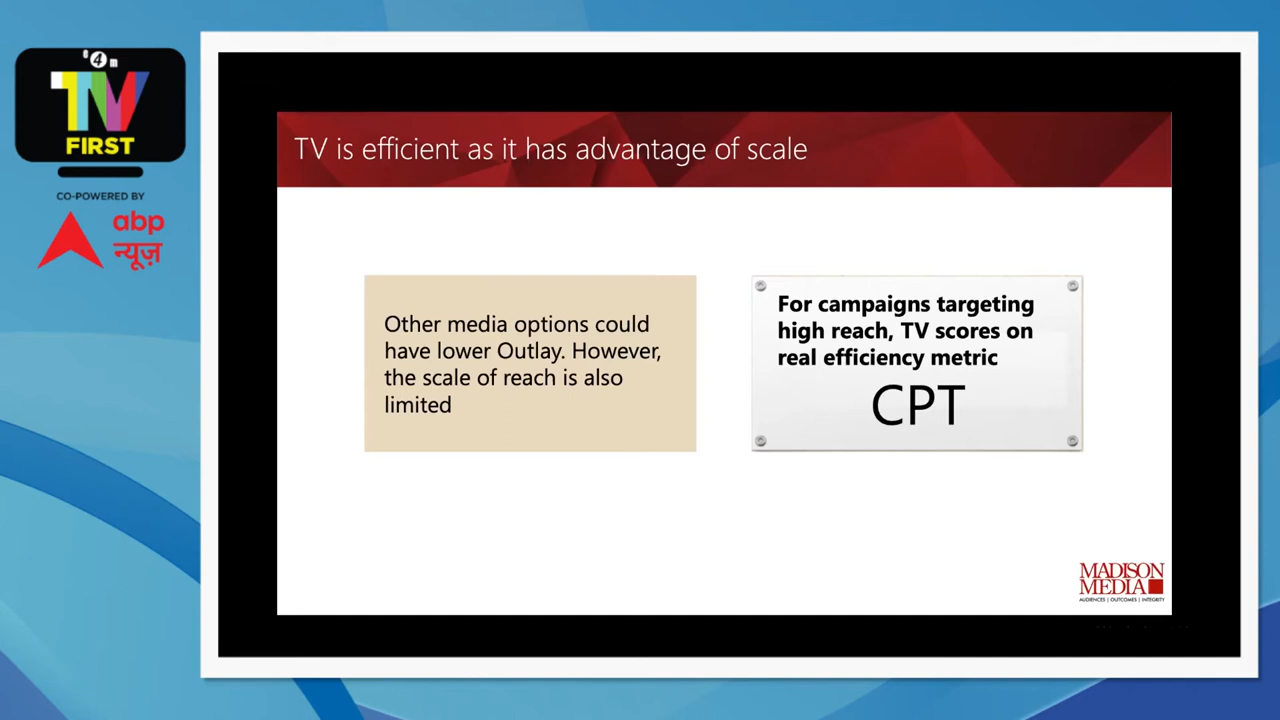 e4m
TV
FIRST
CO-POWERED BY
abp
न्यूज़
TV is efficient as it has advantage of scale
Other media options could
have lower Outlay. However,
the scale of reach is also
limited
For campaigns targeting
high reach, TV scores on
real efficiency metric
CPT
MADISON
MEDIA
AUDIENCES | OUTCOMES | INTEGRITY